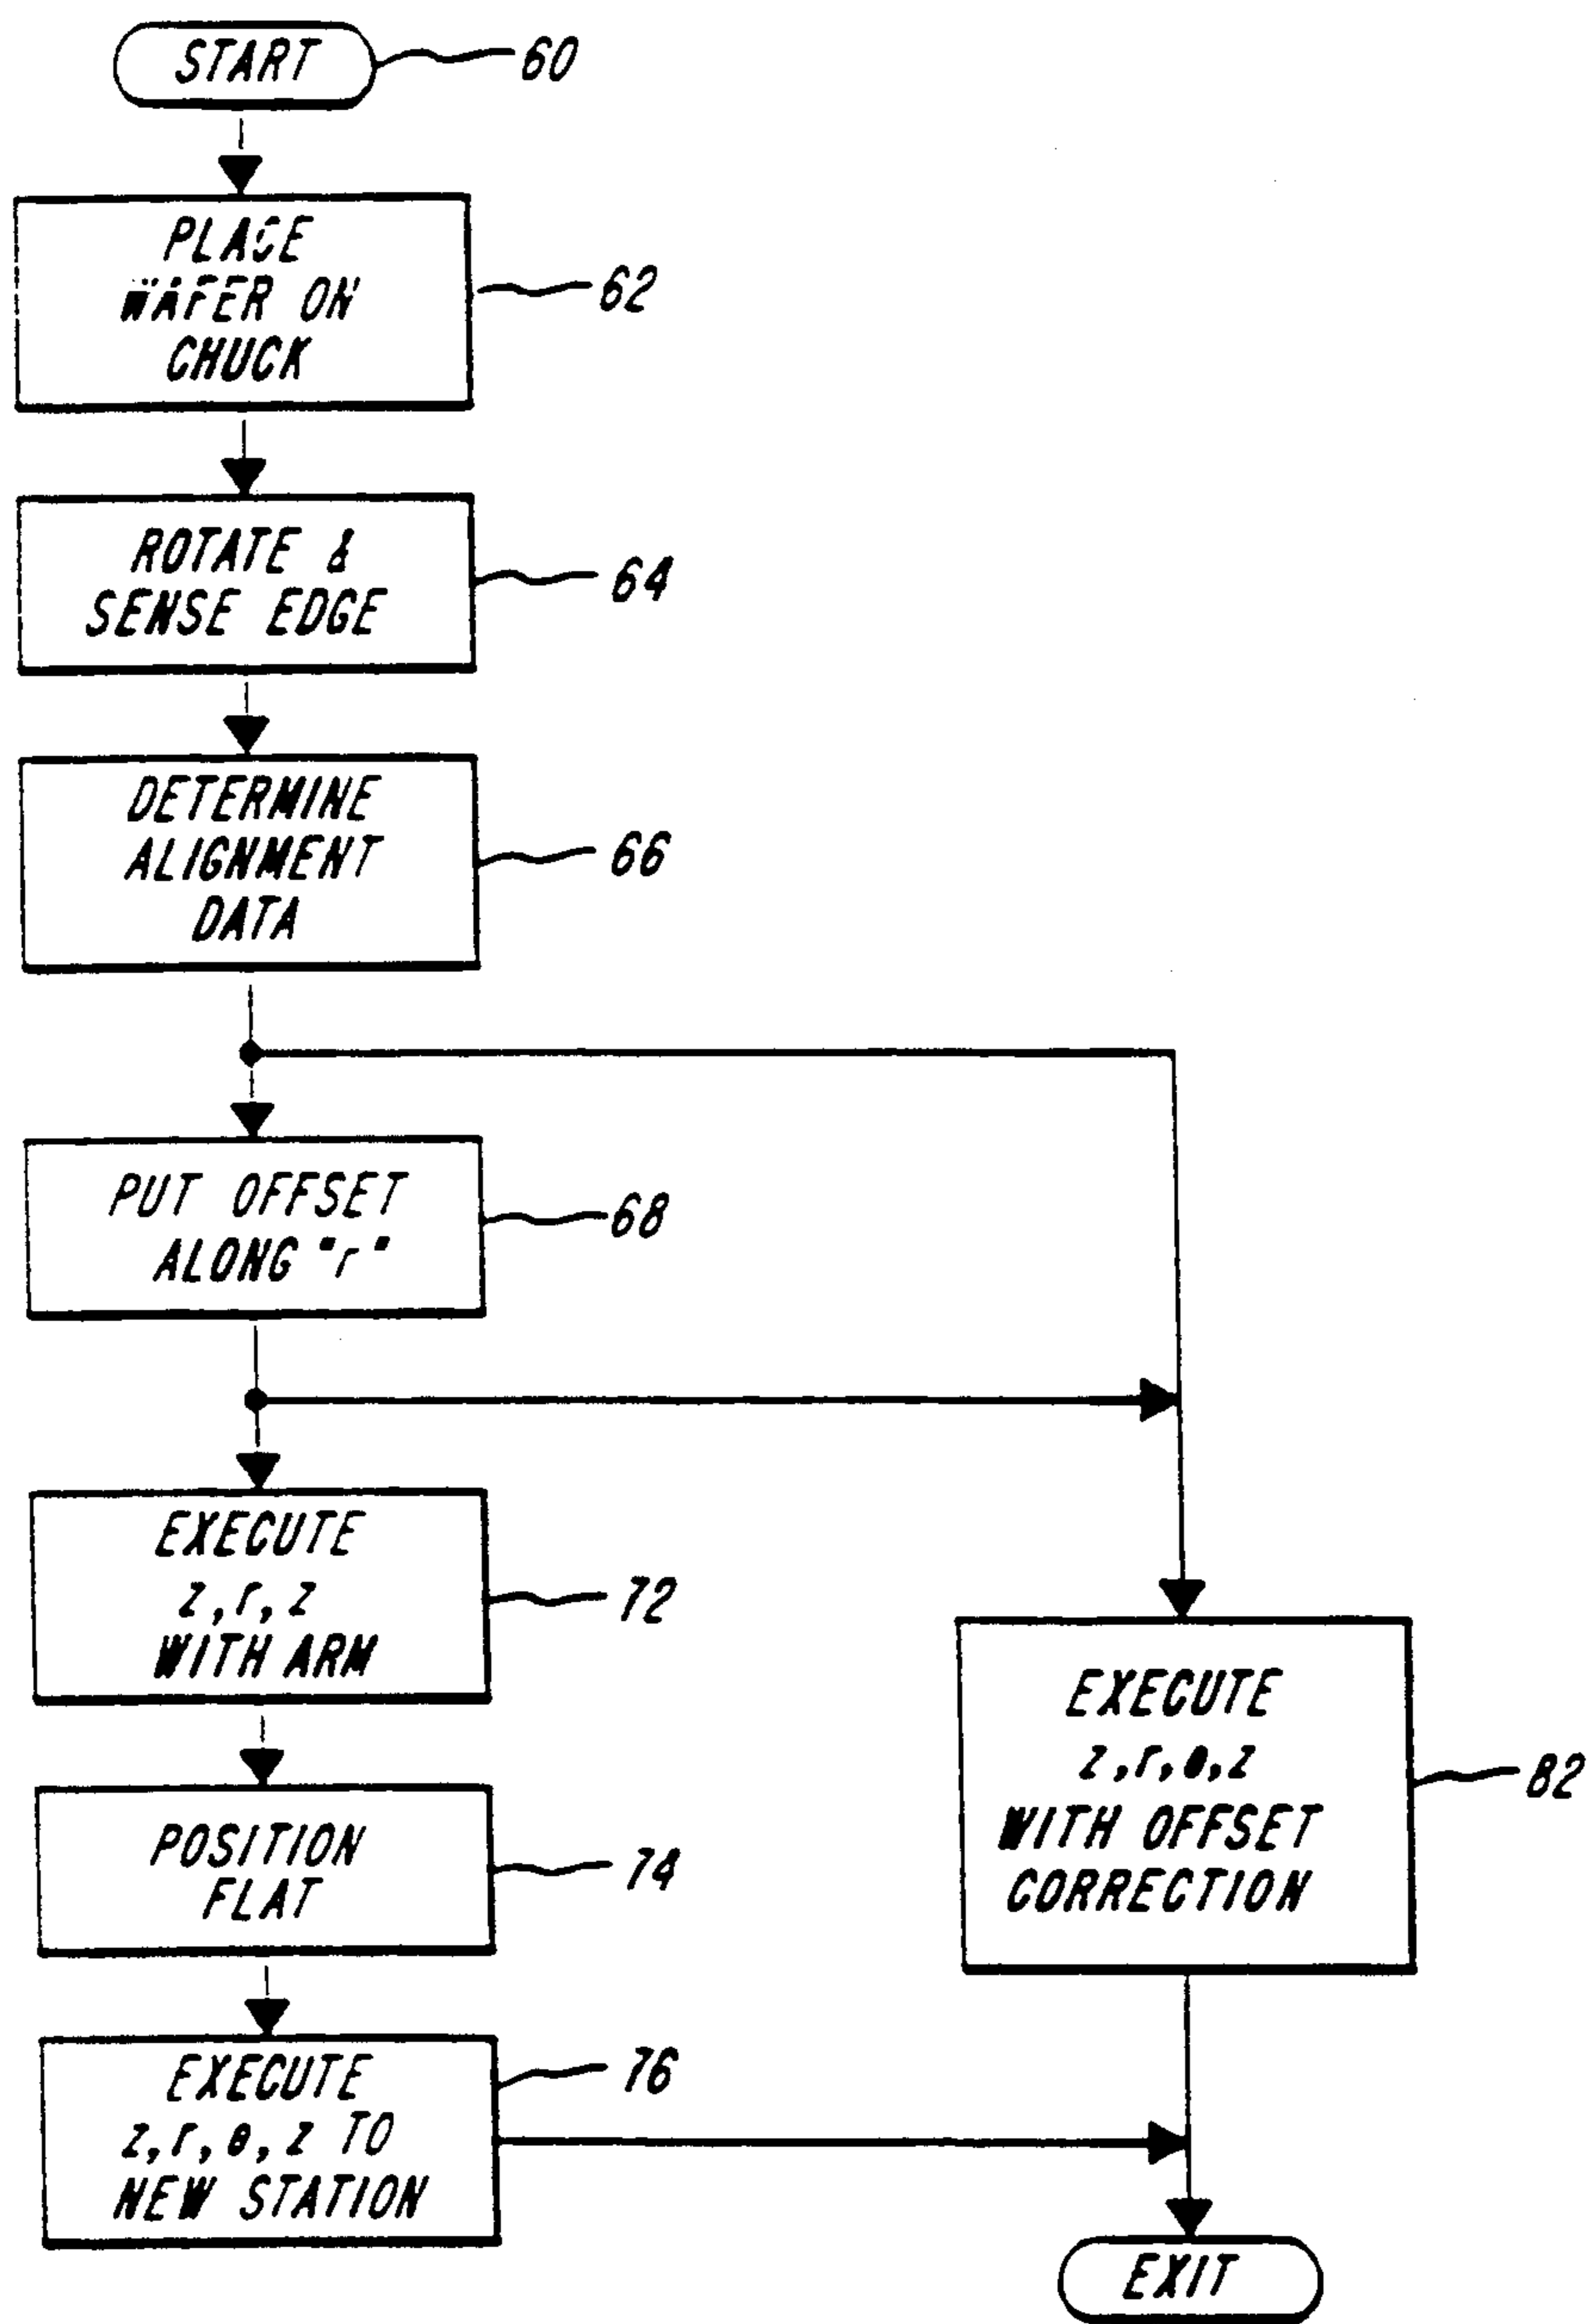 START
60
PLACE
WAFER ON
CHUCK
62
ROTATE &
SENSE EDGE
64
DETERMINE
ALIGNMENT
DATA
66
PUT OFFSET
ALONG "r"
68
EXECUTE
z,r,z
WITH ARM
72
POSITION
FLAT
74
EXECUTE
z,r,θ,z TO
NEW STATION
76
EXECUTE
z,r,θ,z
WITH OFFSET
CORRECTION
82
EXIT